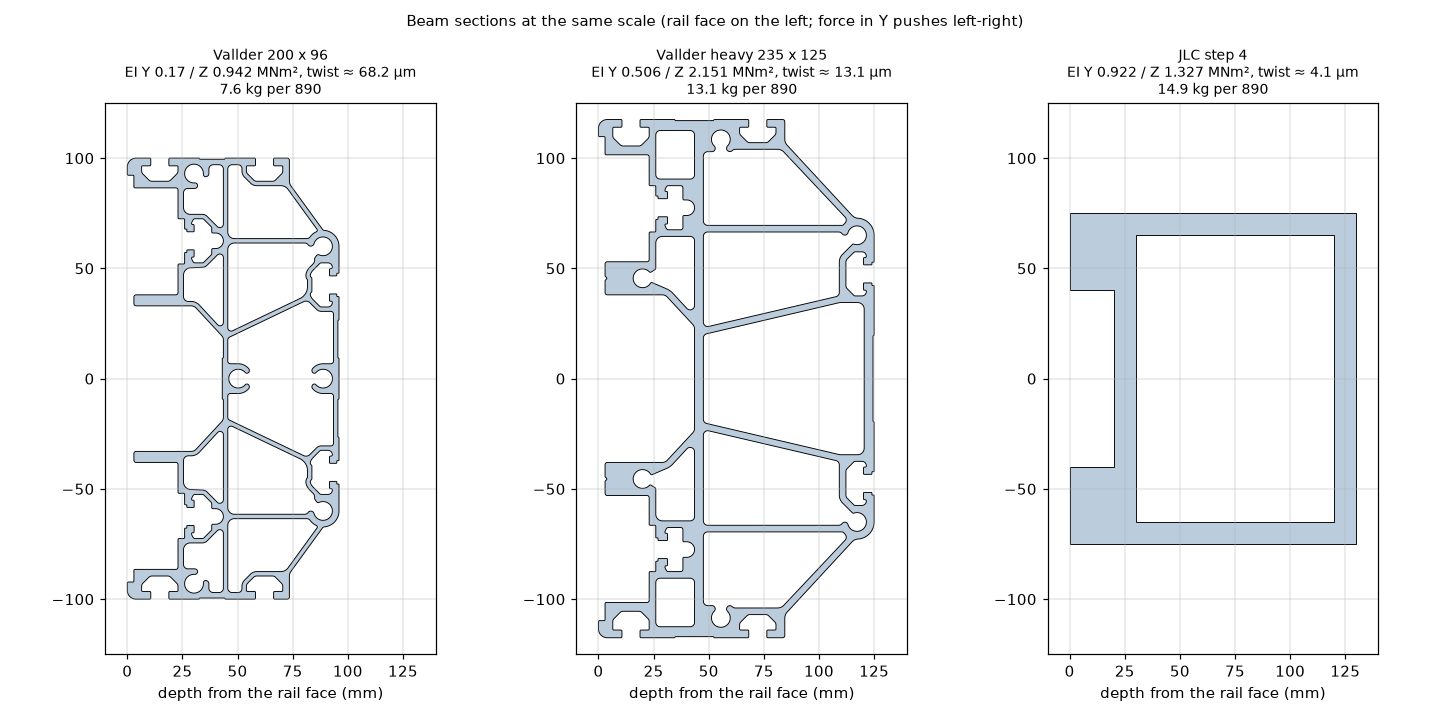 Beam sections at the same scale (rail face on the left; force in Y pushes left-right)
Vallder 200 x 96
EI Y 0.17 / Z 0.942 MNm², twist ≈ 68.2 µm
7.6 kg per 890
100
50
0
−50
−100
0
25
50
75
100
125
depth from the rail face (mm)
Vallder heavy 235 x 125
EI Y 0.506 / Z 2.151 MNm², twist ≈ 13.1 µm
13.1 kg per 890
100
50
0
−50
−100
0
25
50
75
100
125
depth from the rail face (mm)
JLC step 4
EI Y 0.922 / Z 1.327 MNm², twist ≈ 4.1 µm
14.9 kg per 890
100
50
0
−50
−100
0
25
50
75
100
125
depth from the rail face (mm)